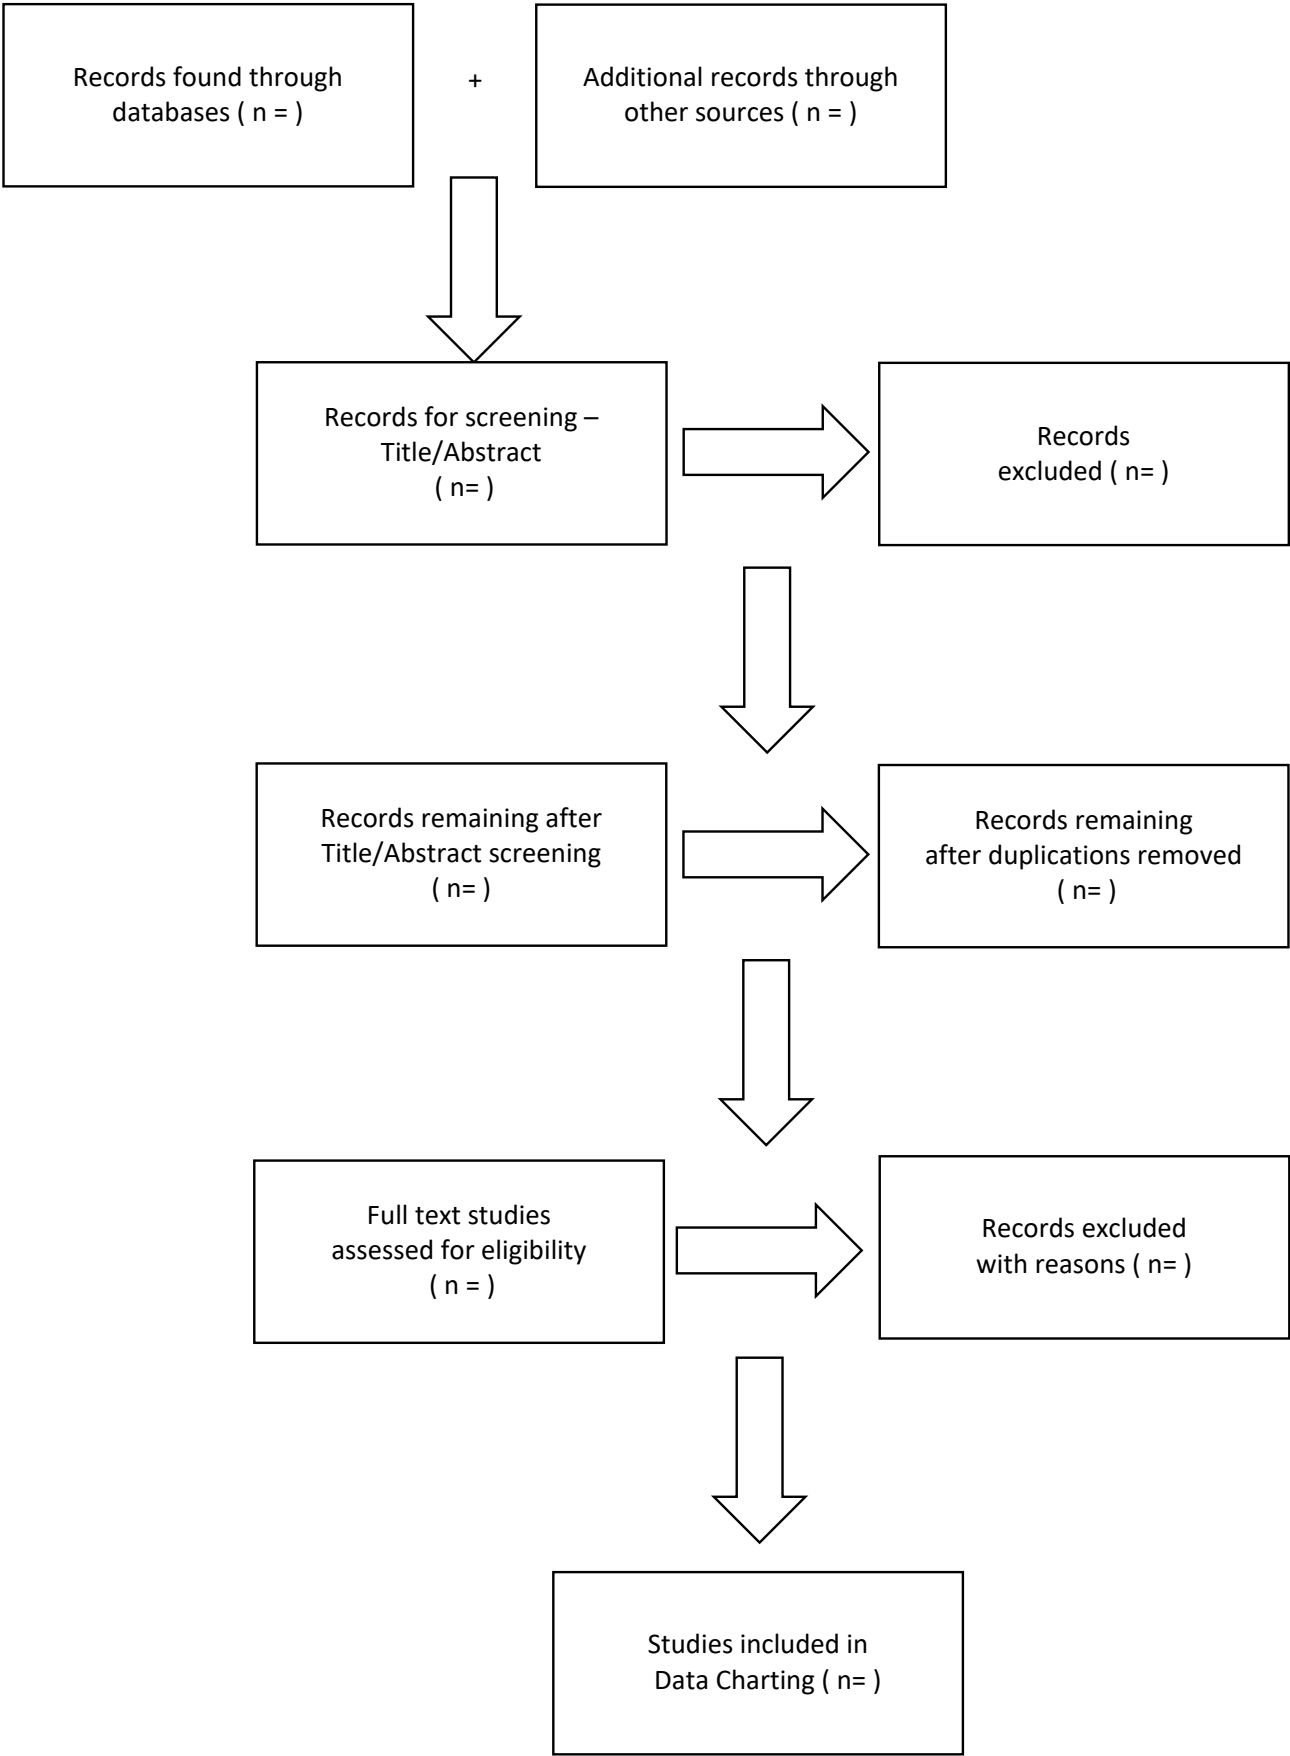 Records found through
databases ( n = )
+
Additional records through
other sources ( n = )
Records for screening –
Title/Abstract
( n= )
Records
excluded ( n= )
Records remaining after
Title/Abstract screening
( n= )
Records remaining
after duplications removed
( n= )
Full text studies
assessed for eligibility
( n = )
Records excluded
with reasons ( n= )
Studies included in
Data Charting ( n= )